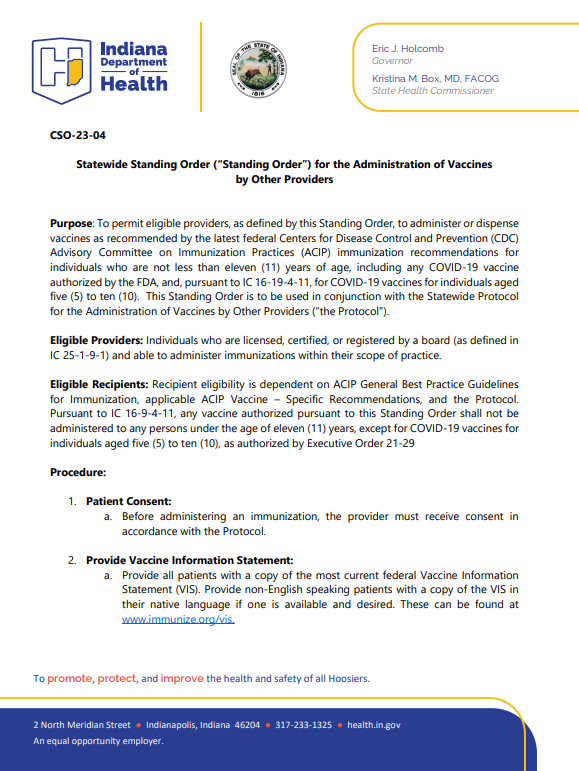 Indiana
Department
of
Health
SEAL OF THE STATE OF INDIANA
1816
Eric J. Holcomb
Governor
Kristina M. Box, MD, FACOG
State Health Commissioner
CSO-23-04
Statewide Standing Order (“Standing Order”) for the Administration of Vaccines
by Other Providers
Purpose: To permit eligible providers, as defined by this Standing Order, to administer or dispense
vaccines as recommended by the latest federal Centers for Disease Control and Prevention (CDC)
Advisory Committee on Immunization Practices (ACIP) immunization recommendations for
individuals who are not less than eleven (11) years of age, including any COVID-19 vaccine
authorized by the FDA, and, pursuant to IC 16-19-4-11, for COVID-19 vaccines for individuals aged
five (5) to ten (10). This Standing Order is to be used in conjunction with the Statewide Protocol
for the Administration of Vaccines by Other Providers (“the Protocol”).
Eligible Providers: Individuals who are licensed, certified, or registered by a board (as defined in
IC 25-1-9-1) and able to administer immunizations within their scope of practice.
Eligible Recipients: Recipient eligibility is dependent on ACIP General Best Practice Guidelines
for Immunization, applicable ACIP Vaccine – Specific Recommendations, and the Protocol.
Pursuant to IC 16-9-4-11, any vaccine authorized pursuant to this Standing Order shall not be
administered to any persons under the age of eleven (11) years, except for COVID-19 vaccines for
individuals aged five (5) to ten (10), as authorized by Executive Order 21-29
Procedure:
1. Patient Consent:
a. Before administering an immunization, the provider must receive consent in
accordance with the Protocol.
2. Provide Vaccine Information Statement:
a. Provide all patients with a copy of the most current federal Vaccine Information
Statement (VIS). Provide non-English speaking patients with a copy of the VIS in
their native language if one is available and desired. These can be found at
www.immunize.org/vis.
To promote, protect, and improve the health and safety of all Hoosiers.
2 North Meridian Street ● Indianapolis, Indiana 46204 ● 317-233-1325 ● health.in.gov
An equal opportunity employer.